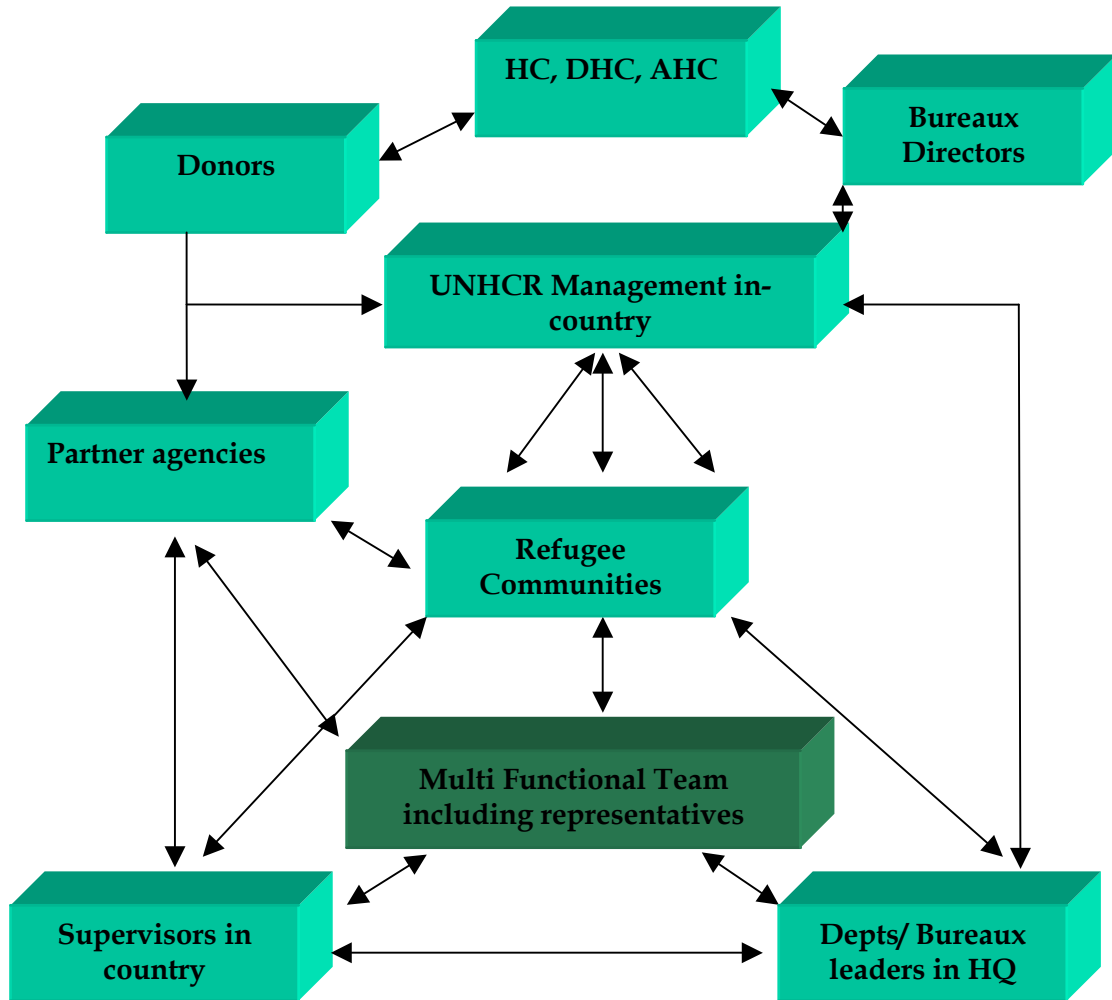 HC, DHC, AHC
Bureaux
Directors
Donors
UNHCR Management in-
country
Partner agencies
Refugee
Communities
Multi Functional Team
including representatives
Supervisors in
country
Depts/ Bureaux
leaders in HQ